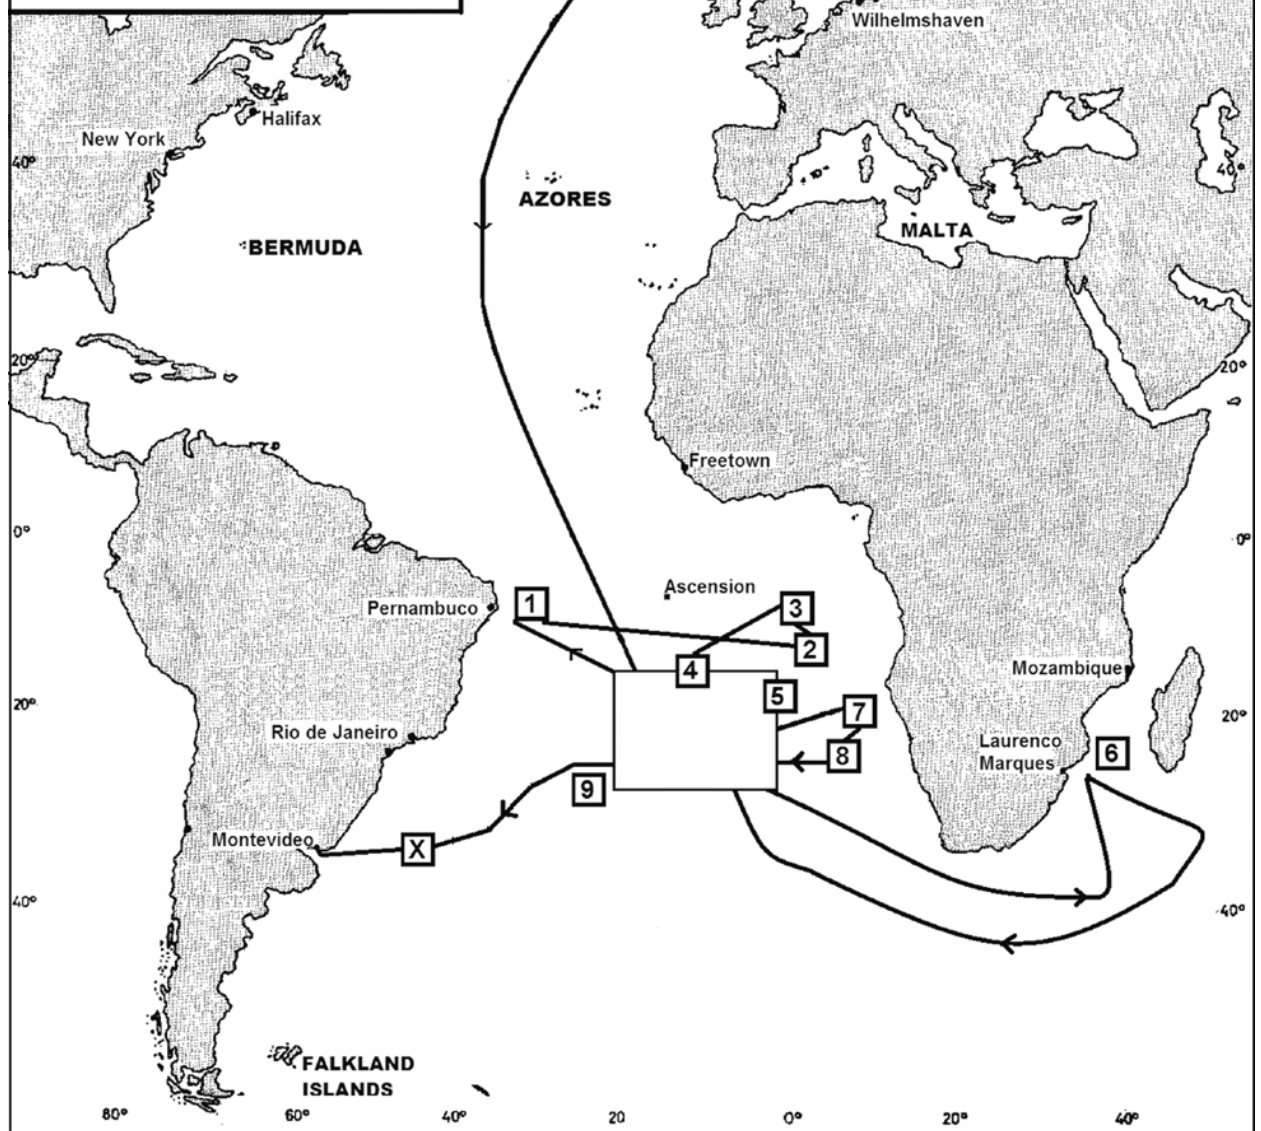 Wilhelmshaven
Halifax
New York
40°
40°
AZORES
BERMUDA
MALTA
20°
20°
Freetown
0°
0°
Ascension
1
3
Pernambuco
2
4
Mozambique
5
20°
7
20°
Rio de Janeiro
Laurenco
Marques
6
8
9
Montevideo
X
40°
40°
FALKLAND
ISLANDS
80°
60°
40°
20
0°
20°
40°